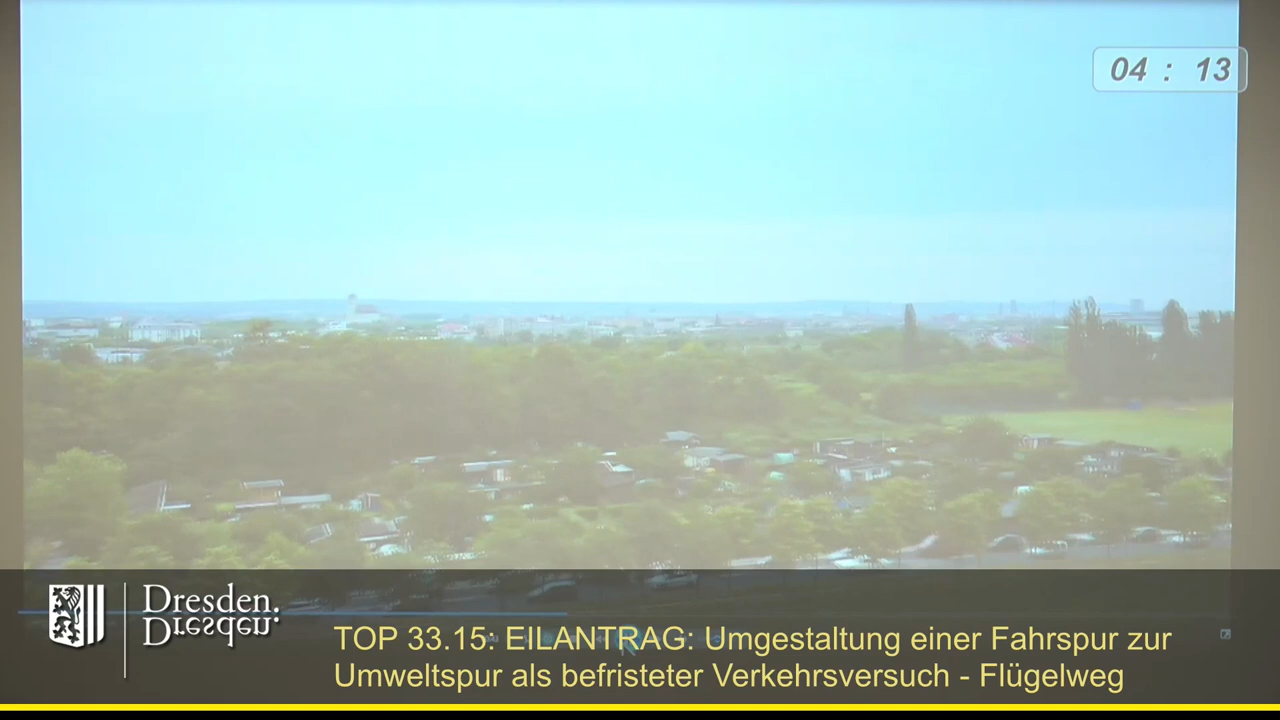 04 : 13
Dresden.
Dresden.
TOP 33.15: EILANTRAG: Umgestaltung einer Fahrspur zur
Umweltspur als befristeter Verkehrsversuch - Flügelweg